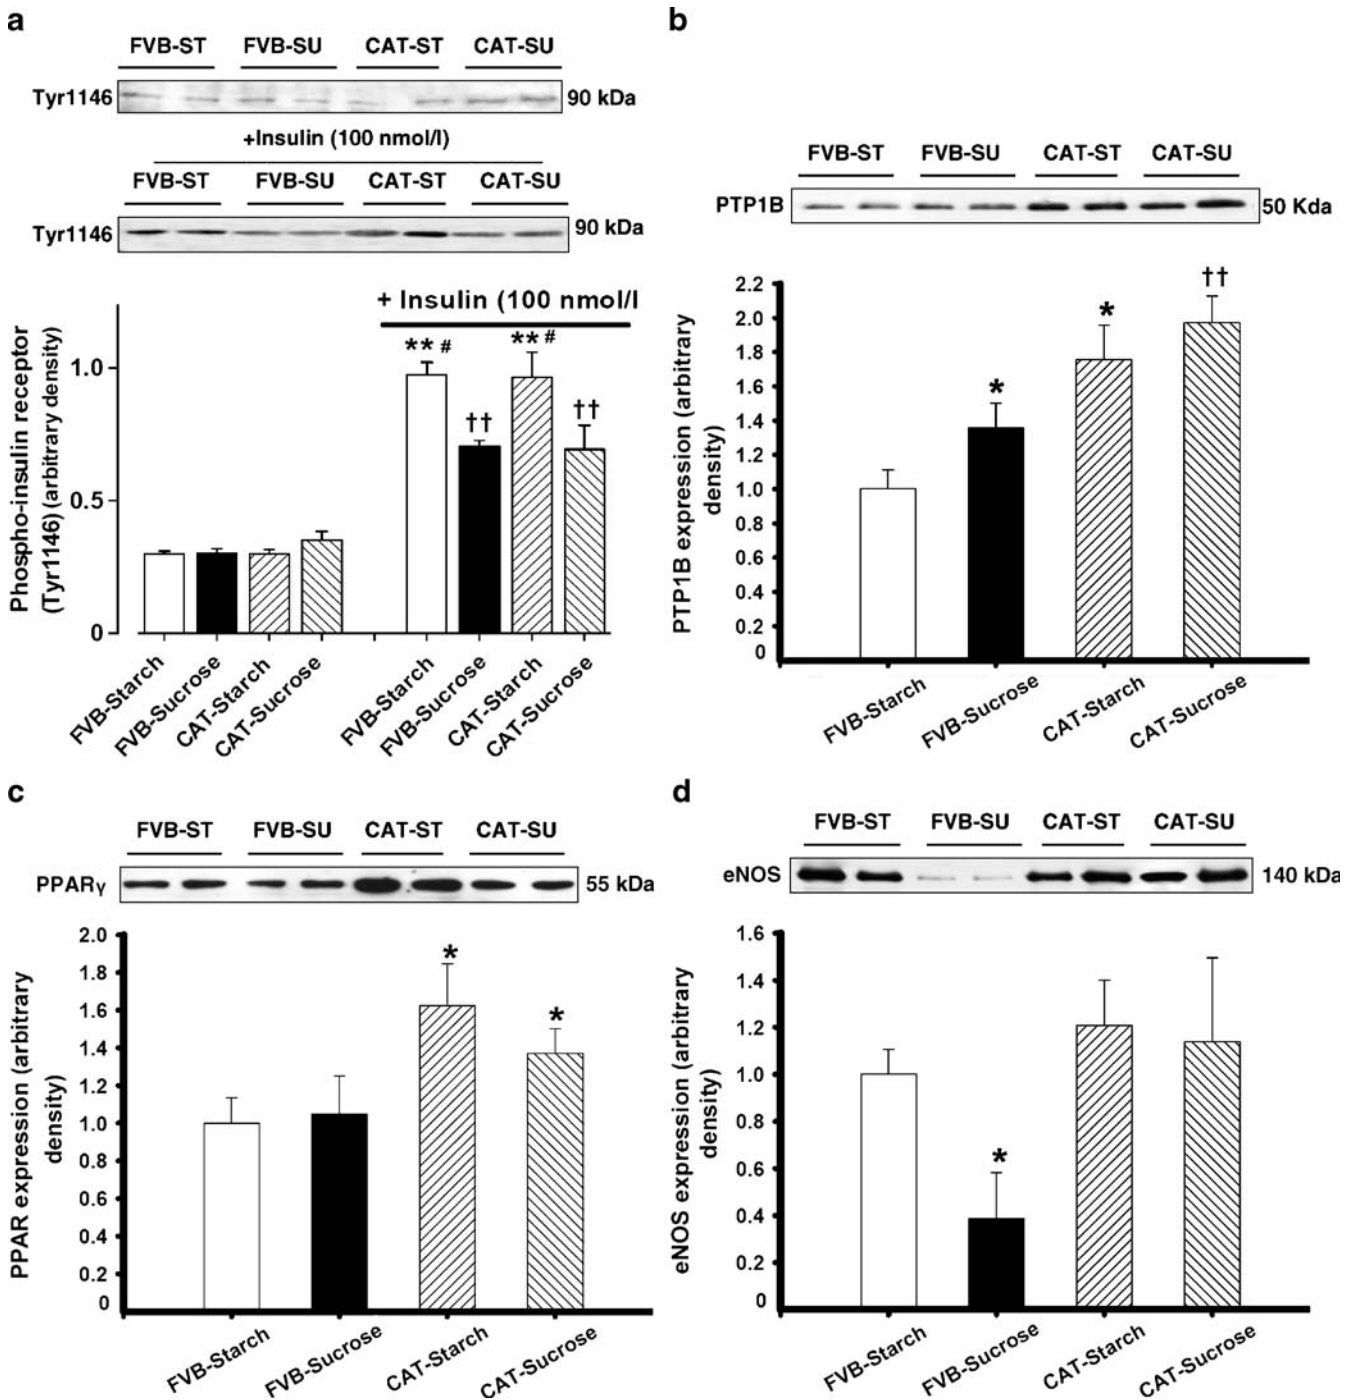 a
FVB-ST FVB-SU CAT-ST CAT-SU
Tyr1146 90 kDa
+Insulin (100 nmol/l)
FVB-ST FVB-SU CAT-ST CAT-SU
Tyr1146 90 kDa
+ Insulin (100 nmol/l
Phospho-insulin receptor
(Tyr1146) (arbitrary density)
** # ** #
†† ††
1.0
0.5
0
FVB-Starch
FVB-Sucrose
CAT-Starch
CAT-Sucrose
FVB-Starch
FVB-Sucrose
CAT-Starch
CAT-Sucrose
b
FVB-ST FVB-SU CAT-ST CAT-SU
PTP1B 50 Kda
PTP1B expression (arbitrary
density)
2.2
2.0
1.8
1.6
1.4
1.2
1.0
0.8
0.6
0.4
0.2
0
* * ††
FVB-Starch
FVB-Sucrose
CAT-Starch
CAT-Sucrose
c
FVB-ST FVB-SU CAT-ST CAT-SU
PPARγ 55 kDa
PPAR expression (arbitrary
density)
2.0
1.8
1.6
1.4
1.2
1.0
0.8
0.6
0.4
0.2
0
* *
FVB-Starch
FVB-Sucrose
CAT-Starch
CAT-Sucrose
d
FVB-ST FVB-SU CAT-ST CAT-SU
eNOS 140 kDa
eNOS expression (arbitrary
density)
1.6
1.4
1.2
1.0
0.8
0.6
0.4
0.2
0
*
FVB-Starch
FVB-Sucrose
CAT-Starch
CAT-Sucrose